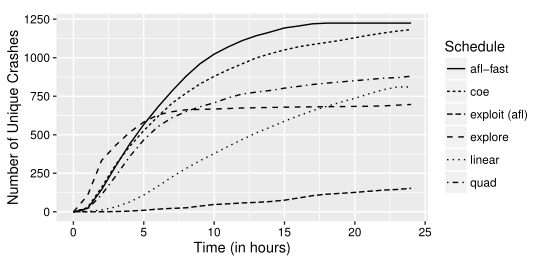 Number of Unique Crashes
1250
1000
750
500
250
0
0 5 10 15 20 25
Time (in hours)
Schedule
afl-fast
coe
exploit (afl)
explore
linear
quad